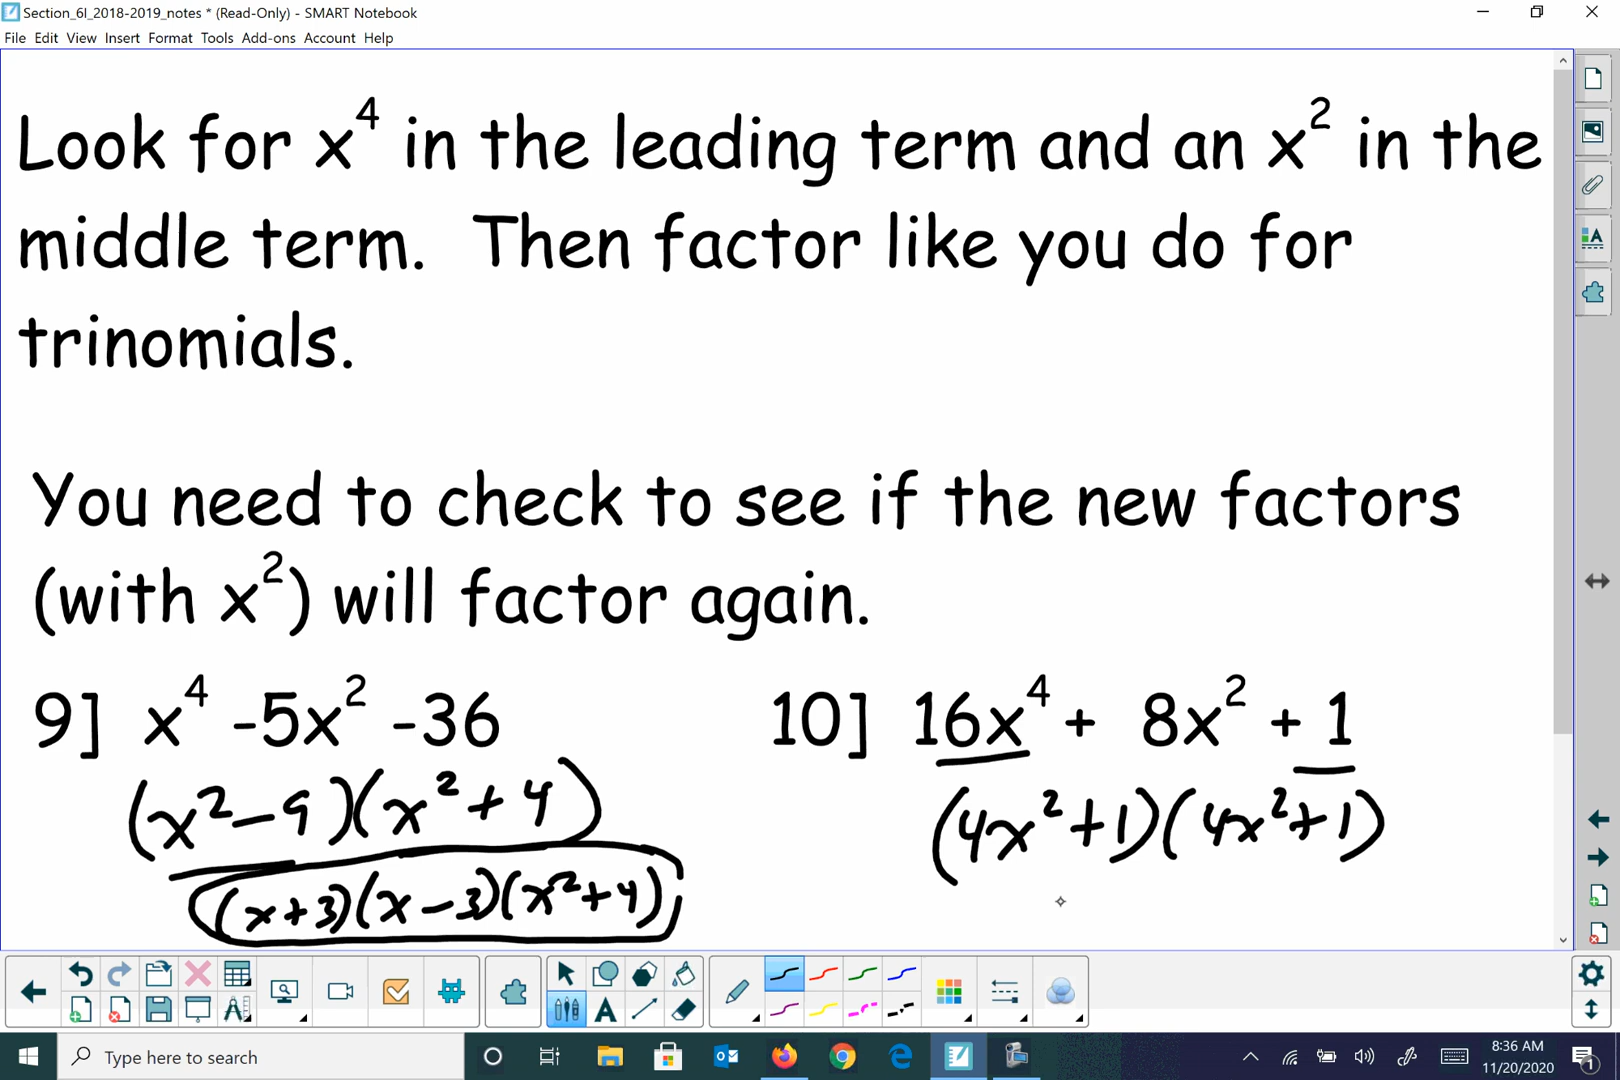 Section_6I_2018-2019_notes * (Read-Only) - SMART Notebook
File Edit View Insert Format Tools Add-ons Account Help
Look for x⁴ in the leading term and an x² in the
middle term. Then factor like you do for
trinomials.
You need to check to see if the new factors
(with x²) will factor again.
9] x⁴ -5x² -36
(x²-9)(x²+4)
(x+3)(x-3)(x²+4)
10] 16x⁴ + 8x² + 1
(4x²+1)(4x²+1)
Type here to search
8:36 AM
11/20/2020